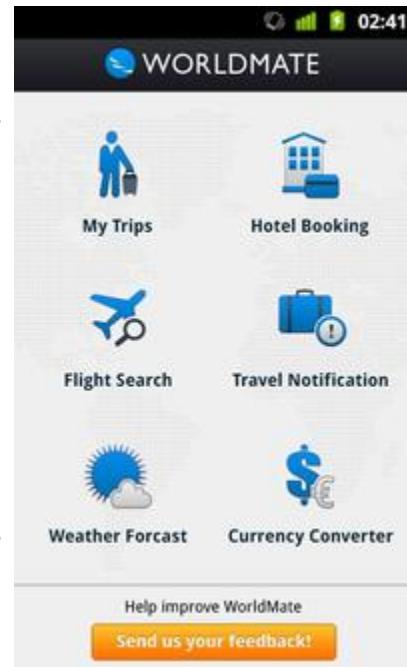 02:41
WORLDMATE
My Trips
Hotel Booking
Flight Search
Travel Notification
Weather Forcast
Currency Converter
Help improve WorldMate
Send us your feedback!